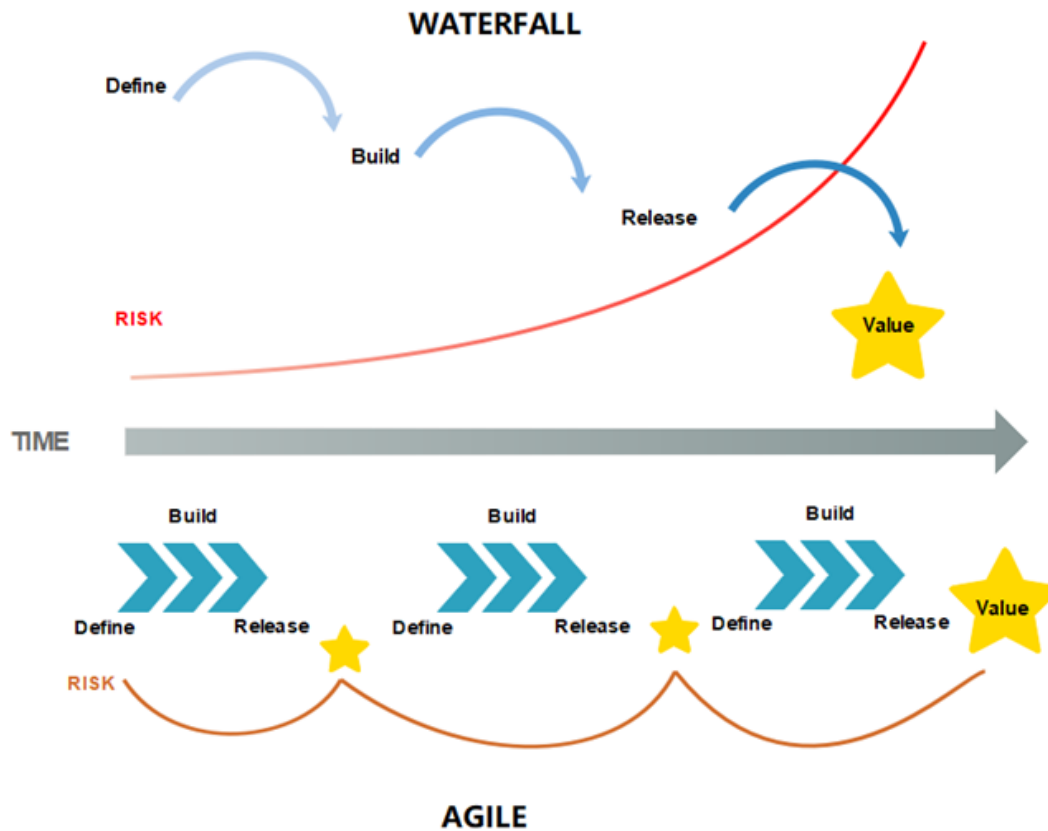 WATERFALL
Define
Build
Release
RISK
Value
TIME
Build
Build
Build
Define
Release
Define
Release
Define
Release
Value
RISK
AGILE